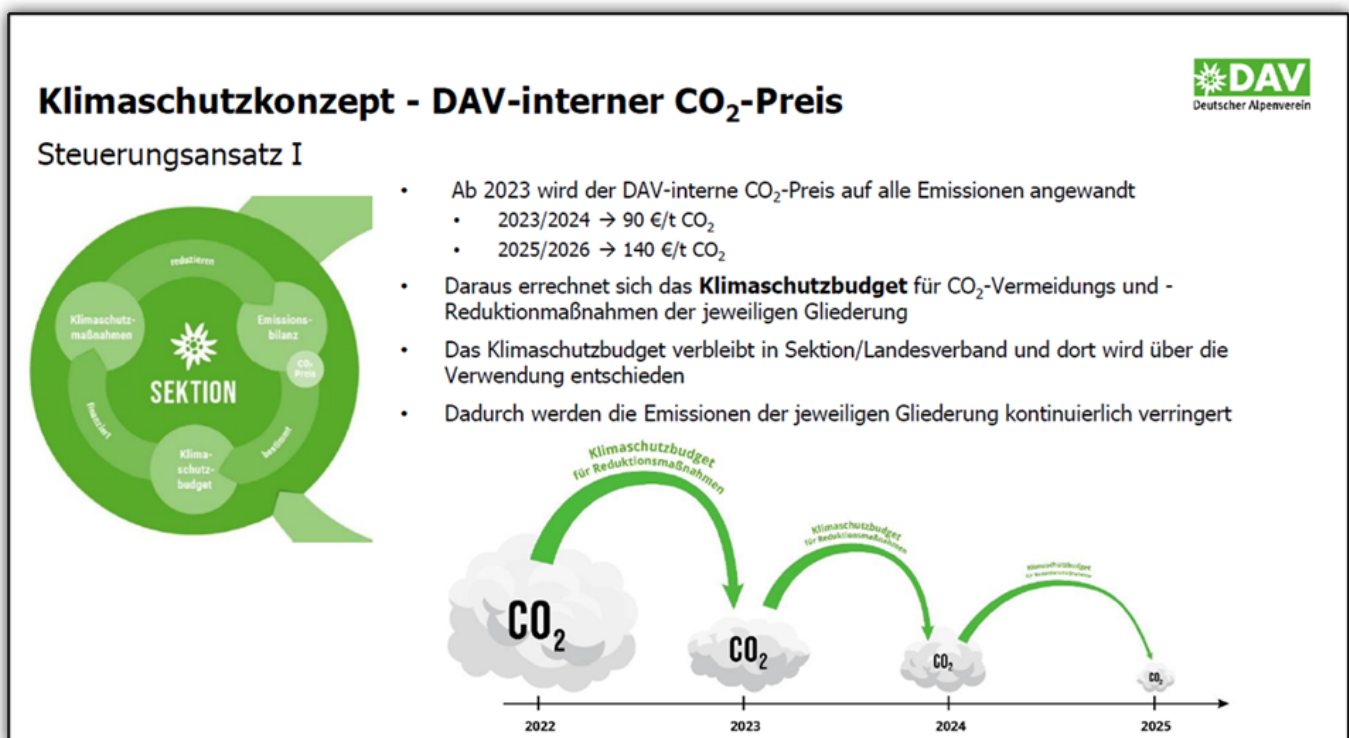 DAV
Deutscher Alpenverein
Klimaschutzkonzept - DAV-interner CO₂-Preis
Steuerungsansatz I
• Ab 2023 wird der DAV-interne CO₂-Preis auf alle Emissionen angewandt
• 2023/2024 → 90 €/t CO₂
• 2025/2026 → 140 €/t CO₂
• Daraus errechnet sich das Klimaschutzbudget für CO₂-Vermeidungs und -
Reduktionmaßnahmen der jeweiligen Gliederung
• Das Klimaschutzbudget verbleibt in Sektion/Landesverband und dort wird über die
Verwendung entschieden
• Dadurch werden die Emissionen der jeweiligen Gliederung kontinuierlich verringert
reduzieren
Klimaschutz-
maßnahmen
Emissions-
bilanz
CO₂
Preis
SEKTION
finanziert
bestimmt
Klima-
schutz-
budget
Klimaschutzbudget
für Reduktionsmaßnahmen
Klimaschutzbudget
für Reduktionsmaßnahmen
Klimaschutzbudget
für Reduktionsmaßnahmen
CO₂
CO₂
CO₂
CO₂
2022
2023
2024
2025